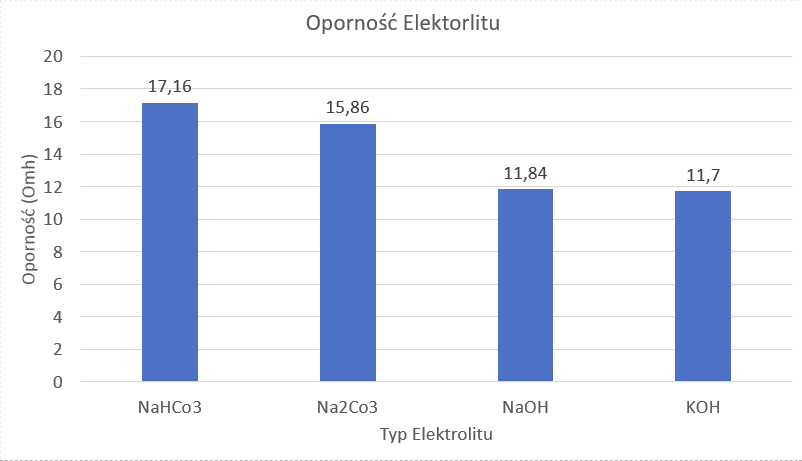 Oporność Elektorlitu
20
18
16
14
12
10
8
6
4
2
0
Oporność (Omh)
17,16
15,86
11,84
11,7
NaHCo3
Na2Co3
NaOH
KOH
Typ Elektrolitu